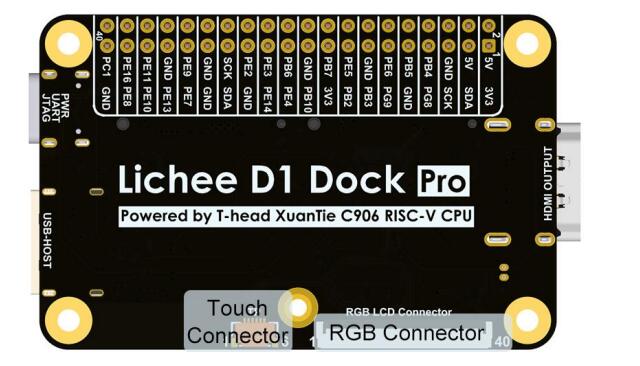 40
2
1
PC1 GND
PE16 PE8
PE11 PE10
GND PE13
PE9 PE7
GND GND
SCK SDA
PE2 GND
PE3 PE14
PB6 PE4
GND PB10
PB7 3V3
PE5 PB2
GND PB3
PE6 PG9
PB5 GND
PB4 PG8
GND SCK
5V SDA
5V 3V3
PWR
UART
JTAG
HDMI OUTPUT
Lichee D1 Dock Pro
Powered by T-head XuanTie C906 RISC-V CPU
USB-HOST
Touch
Connector
1 6
RGB LCD Connector
RGB Connector
1 40